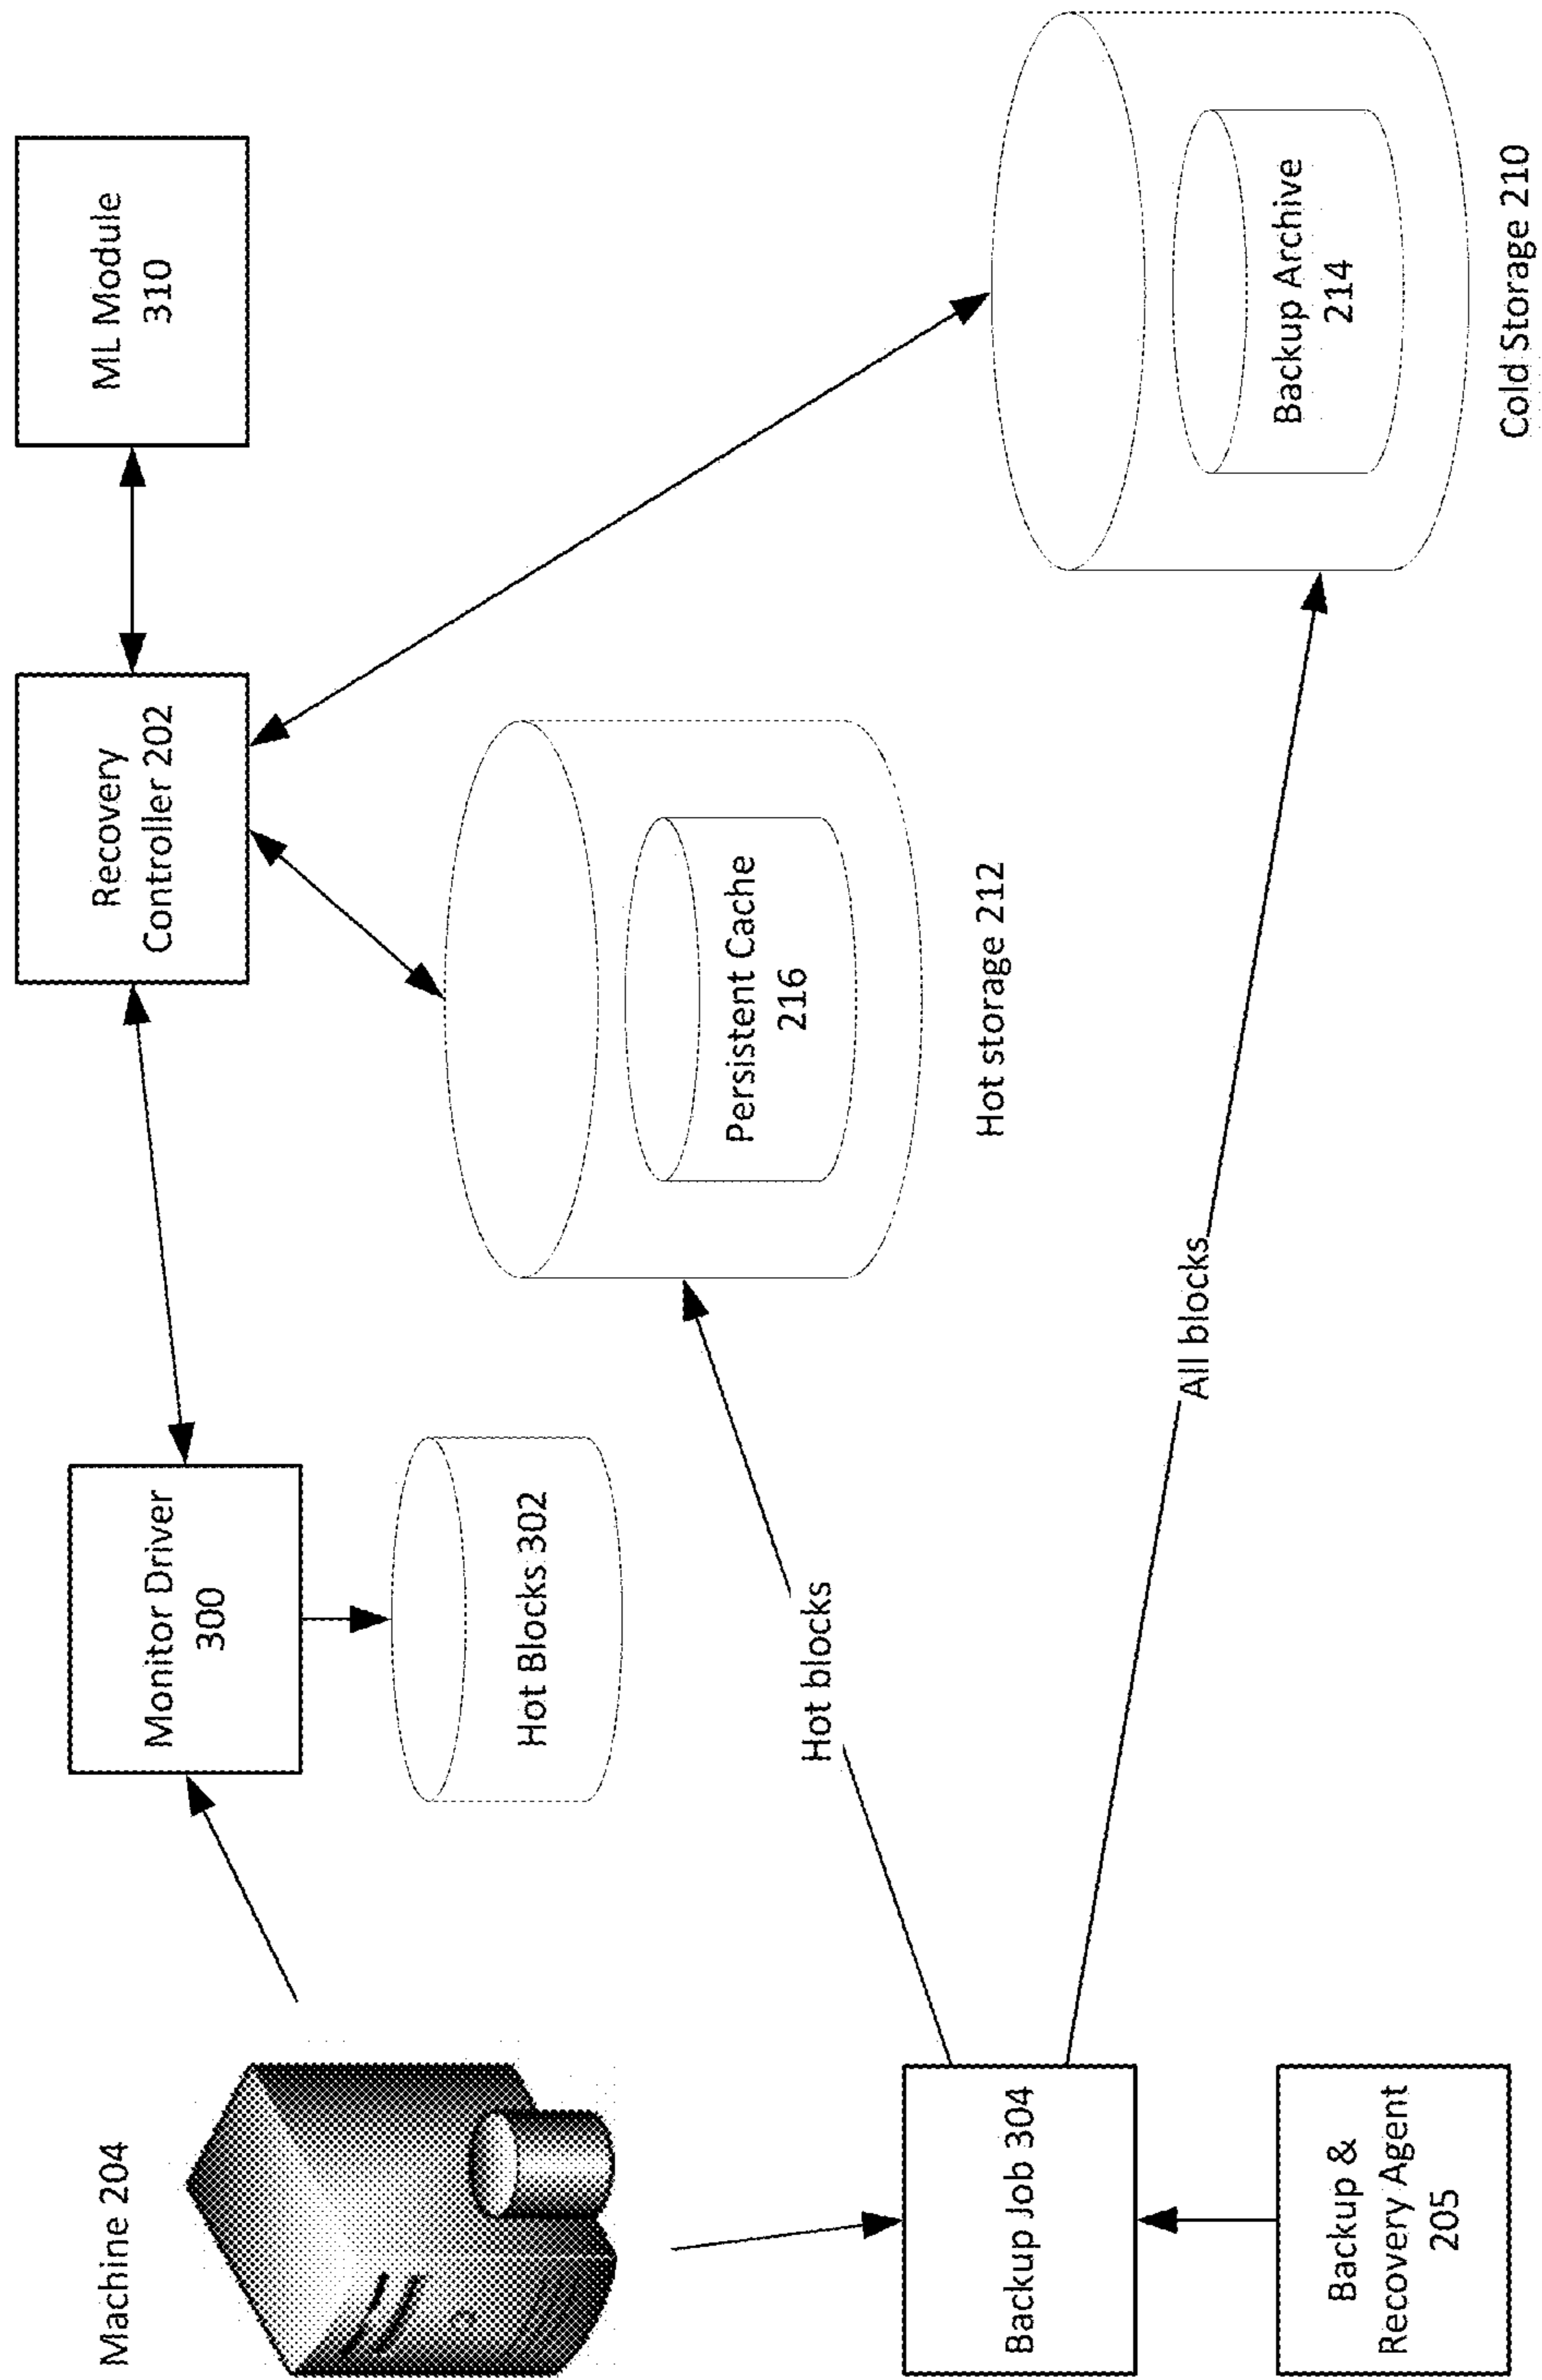 Machine 204
Monitor Driver
300
Recovery
Controller 202
ML Module
310
Hot Blocks 302
Persistent Cache
216
Hot storage 212
Hot blocks
Backup Job 304
All blocks
Backup Archive
214
Cold Storage 210
Backup &
Recovery Agent
205